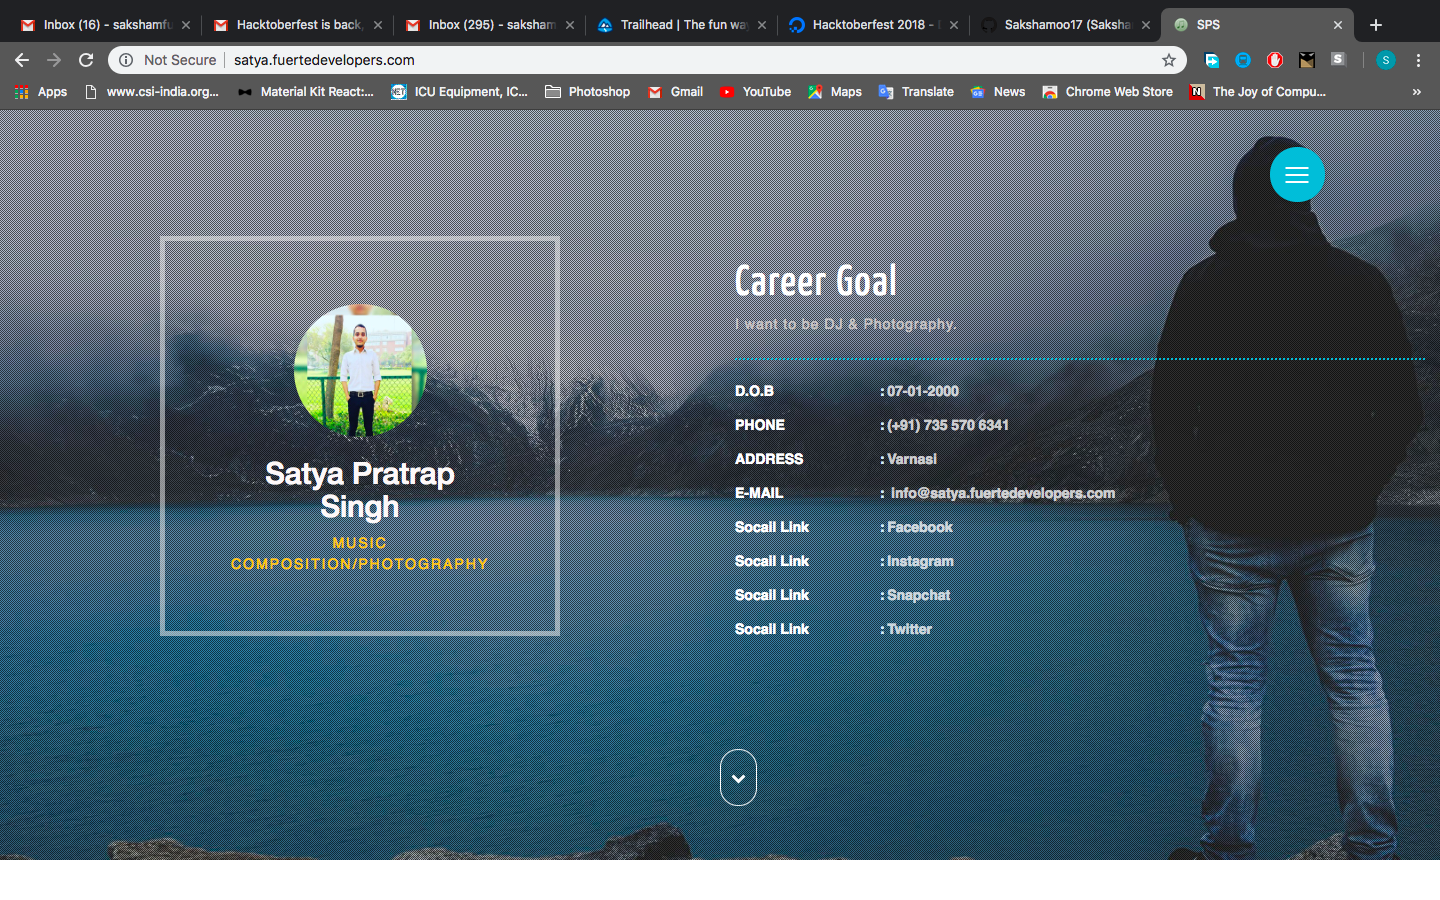 Inbox (16) - sakshamfu
Hacktoberfest is back,
Inbox (295) - saksham
Trailhead | The fun wa
Hacktoberfest 2018 -
Sakshamoo17 (Saksha
SPS
Not Secure
satya.fuertedevelopers.com
S
S
Apps
www.csi-india.org...
Material Kit React:...
NET
ICU Equipment, IC...
Photoshop
Gmail
YouTube
Maps
Translate
News
Chrome Web Store
N
The Joy of Compu...
»
Satya Pratrap
Singh
MUSIC
COMPOSITION/PHOTOGRAPHY
Career Goal
I want to be DJ & Photography.
D.O.B : 07-01-2000
PHONE : (+91) 735 570 6341
ADDRESS : Varnasi
E-MAIL : info@satya.fuertedevelopers.com
Socail Link : Facebook
Socail Link : Instagram
Socail Link : Snapchat
Socail Link : Twitter